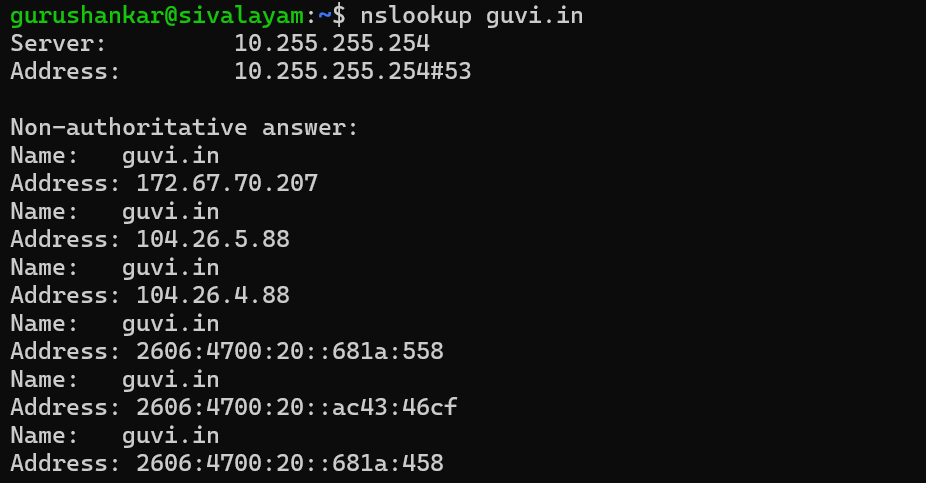 gurushankar@sivalayam:~$ nslookup guvi.in
Server:         10.255.255.254
Address:        10.255.255.254#53

Non-authoritative answer:
Name:   guvi.in
Address: 172.67.70.207
Name:   guvi.in
Address: 104.26.5.88
Name:   guvi.in
Address: 104.26.4.88
Name:   guvi.in
Address: 2606:4700:20::681a:558
Name:   guvi.in
Address: 2606:4700:20::ac43:46cf
Name:   guvi.in
Address: 2606:4700:20::681a:458